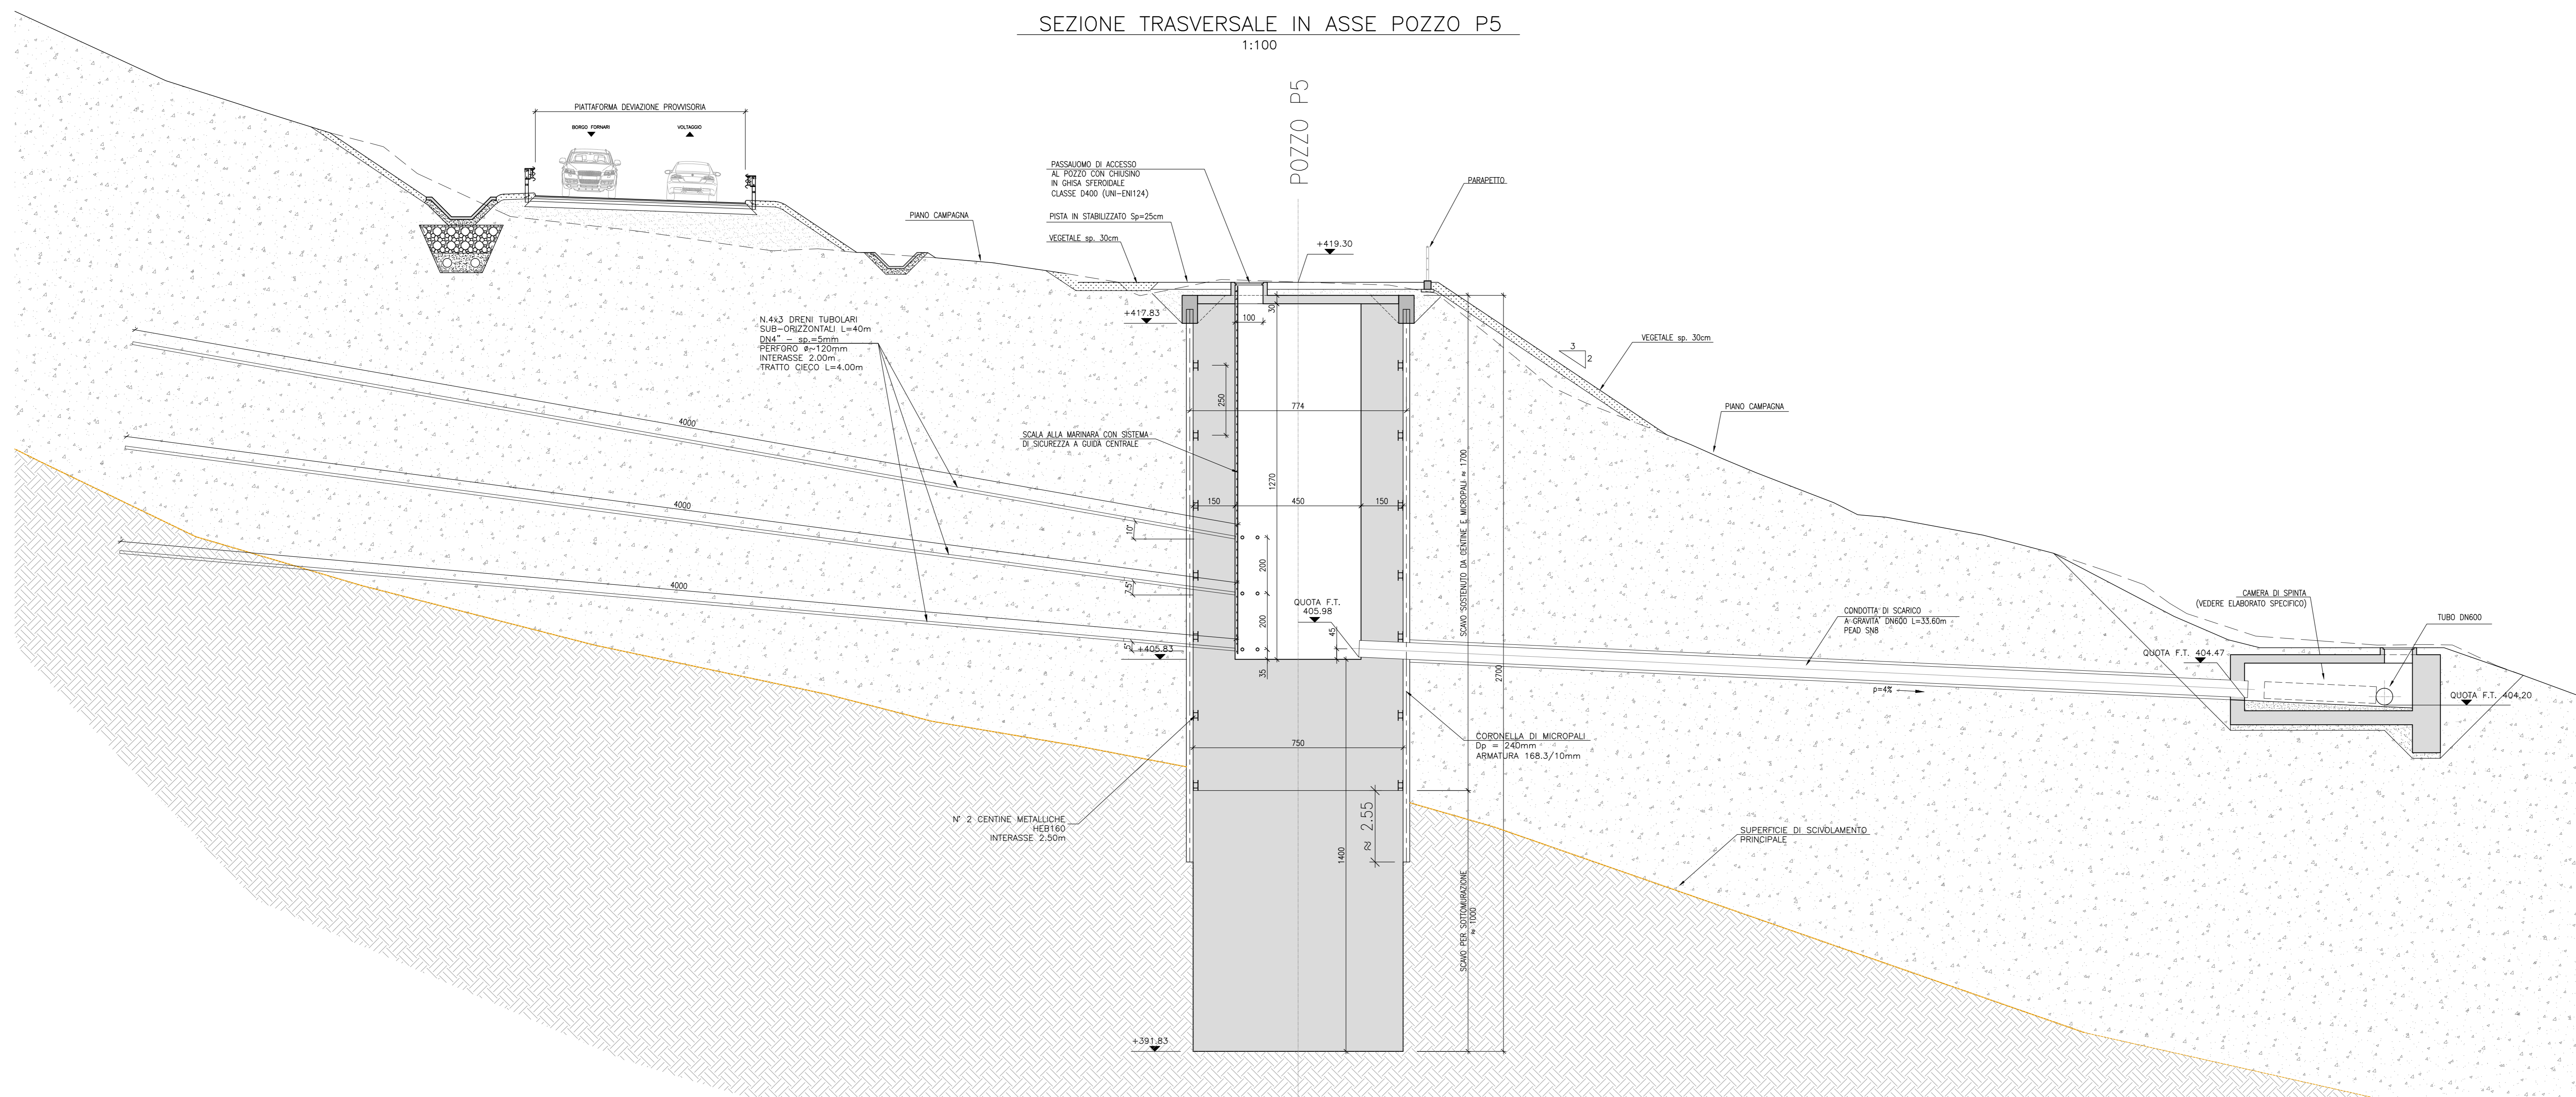 SEZIONE TRASVERSALE IN ASSE POZZO P5
1:100
POZZO P5
PIATTAFORMA DEVIAZIONE PROVVISORIA
BORGO FORNARI
VOLTAGGIO
PIANO CAMPAGNA
PASSAUOMO DI ACCESSO
AL POZZO CON CHIUSINO
IN GHISA SFEROIDALE
CLASSE D400 (UNI-ENI124)
PISTA IN STABILIZZATO Sp=25cm
VEGETALE sp. 30cm
+419.30
PARAPETTO
+417.83
100
30
N.4x3 DRENI TUBOLARI
SUB-ORIZZONTALI L=40m
DN4" - sp.=5mm
PERFORO ø~120mm
INTERASSE 2.00m
TRATTO CIECO L=4.00m
VEGETALE sp. 30cm
3
2
PIANO CAMPAGNA
250
774
SCALA ALLA MARINARA CON SISTEMA
DI SICUREZZA A GUIDA CENTRALE
4000
4000
4000
1270
150
450
150
10°
7.5°
5°
200
200
35
45
QUOTA F.T.
405.98
+405.83
SCAVO SOSTENUTO DA CENTINE E MICROPALI ≈ 1700
2700
CONDOTTA DI SCARICO
A GRAVITA' DN600 L=33.60m
PEAD SN8
p=4%
CAMERA DI SPINTA
(VEDERE ELABORATO SPECIFICO)
TUBO DN600
QUOTA F.T. 404.47
QUOTA F.T. 404.20
750
CORONELLA DI MICROPALI
Dp = 240mm
ARMATURA 168.3/10mm
N° 2 CENTINE METALLICHE
HEB160
INTERASSE 2.50m
≈ 2.55
1400
SUPERFICIE DI SCIVOLAMENTO
PRINCIPALE
SCAVO PER SOTTOMURAZIONE
≈ 1000
+391.83